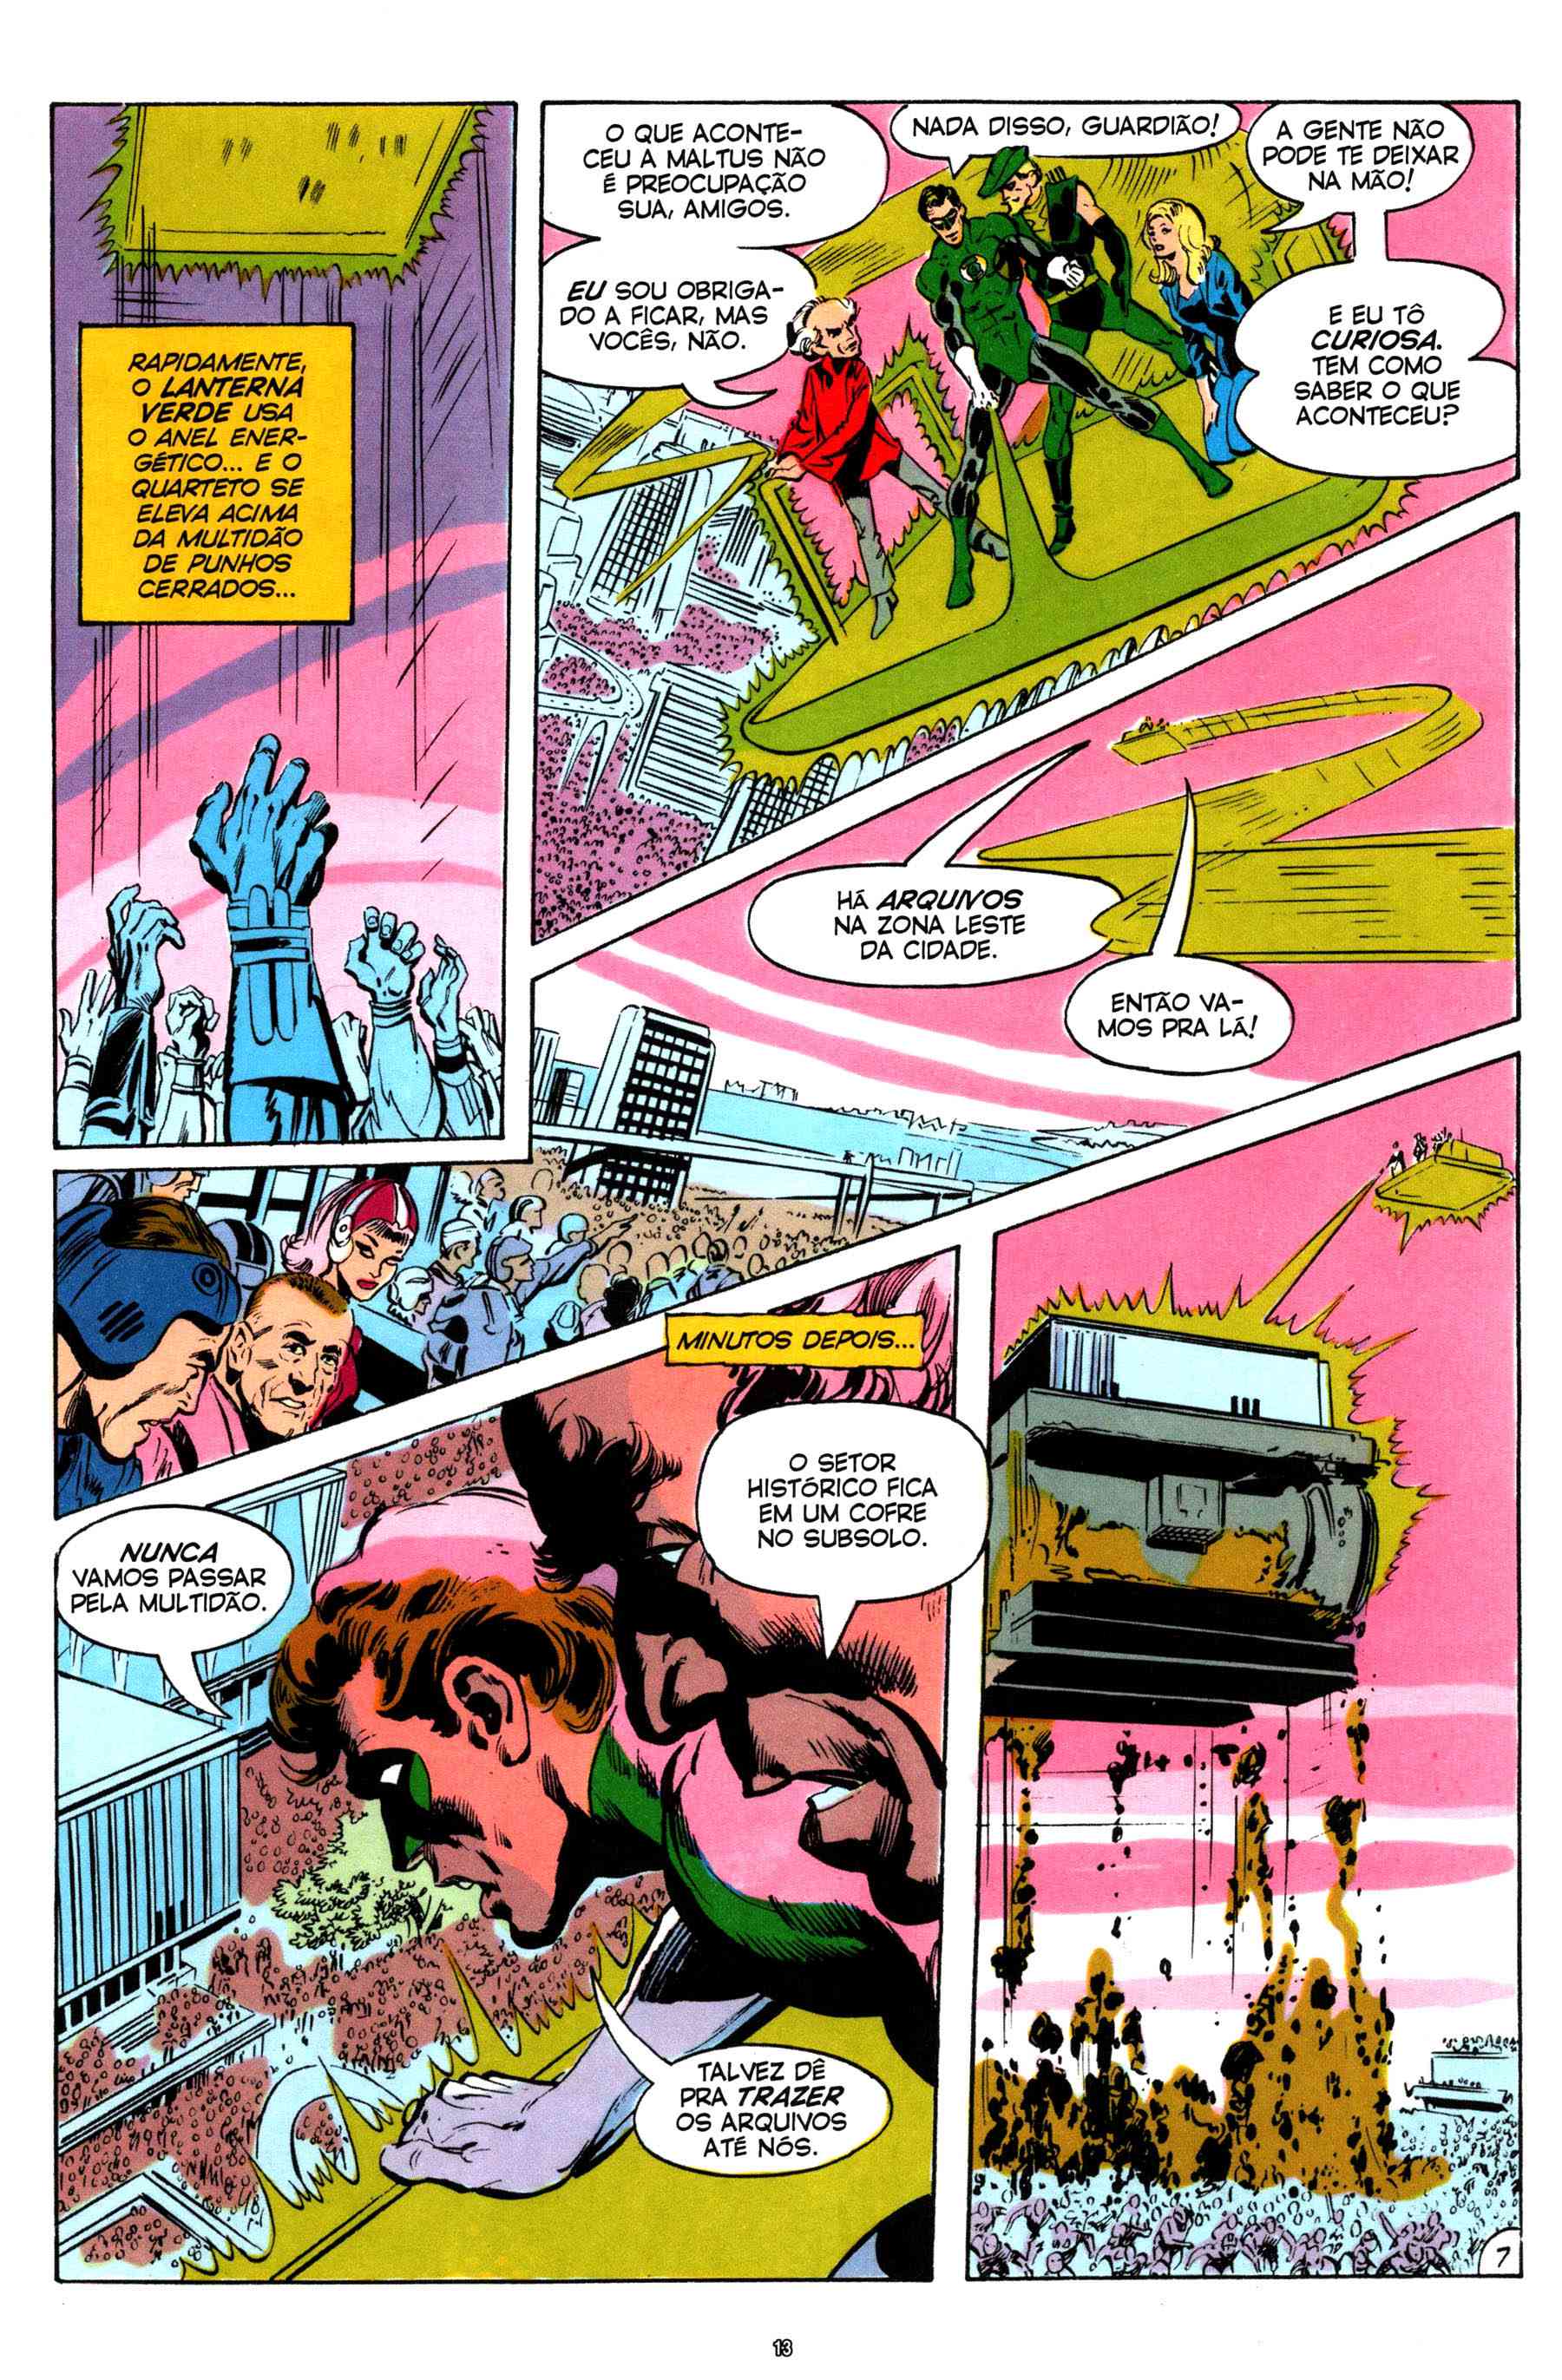 RAPIDAMENTE,
O LANTERNA
VERDE USA
O ANEL ENER-
GÉTICO... E O
QUARTETO SE
ELEVA ACIMA
DA MULTIDÃO
DE PUNHOS
CERRADOS...
O QUE ACONTE-
CEU A MALTUS NÃO
É PREOCUPAÇÃO
SUA, AMIGOS.
EU SOU OBRIGA-
DO A FICAR, MAS
VOCÊS, NÃO.
NADA DISSO, GUARDIÃO!
A GENTE NÃO
PODE TE DEIXAR
NA MÃO!
E EU TÔ
CURIOSA.
TEM COMO
SABER O QUE
ACONTECEU?
HÁ ARQUIVOS
NA ZONA LESTE
DA CIDADE.
ENTÃO VA-
MOS PRA LÁ!
MINUTOS DEPOIS...
NUNCA
VAMOS PASSAR
PELA MULTIDÃO.
O SETOR
HISTÓRICO FICA
EM UM COFRE
NO SUBSOLO.
TALVEZ DÊ
PRA TRAZER
OS ARQUIVOS
ATÉ NÓS.
7
13